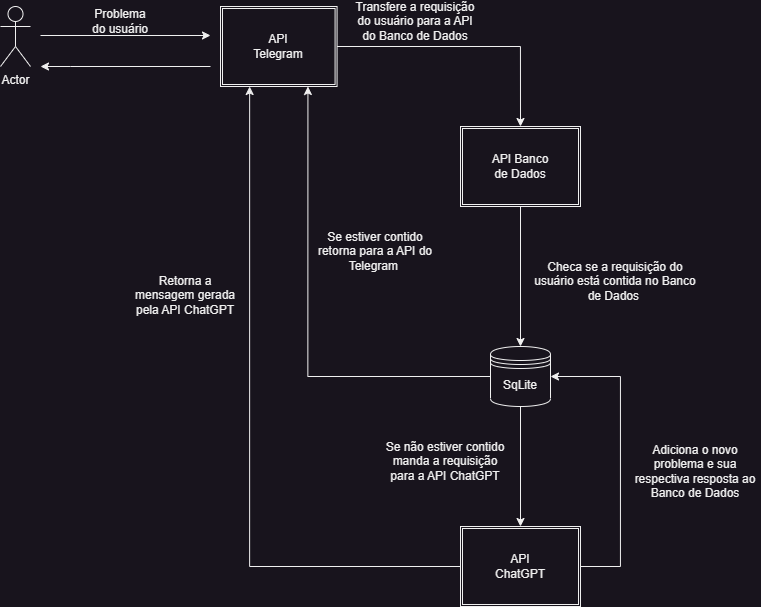 Problema
do usuário
Actor
API
Telegram
Transfere a requisição
do usuário para a API
do Banco de Dados
API Banco
de Dados
Se estiver contido
retorna para a API do
Telegram
Checa se a requisição do
usuário está contida no Banco
de Dados
Retorna a
mensagem gerada
pela API ChatGPT
SqLite
Se não estiver contido
manda a requisição
para a API ChatGPT
Adiciona o novo
problema e sua
respectiva resposta ao
Banco de Dados
API
ChatGPT